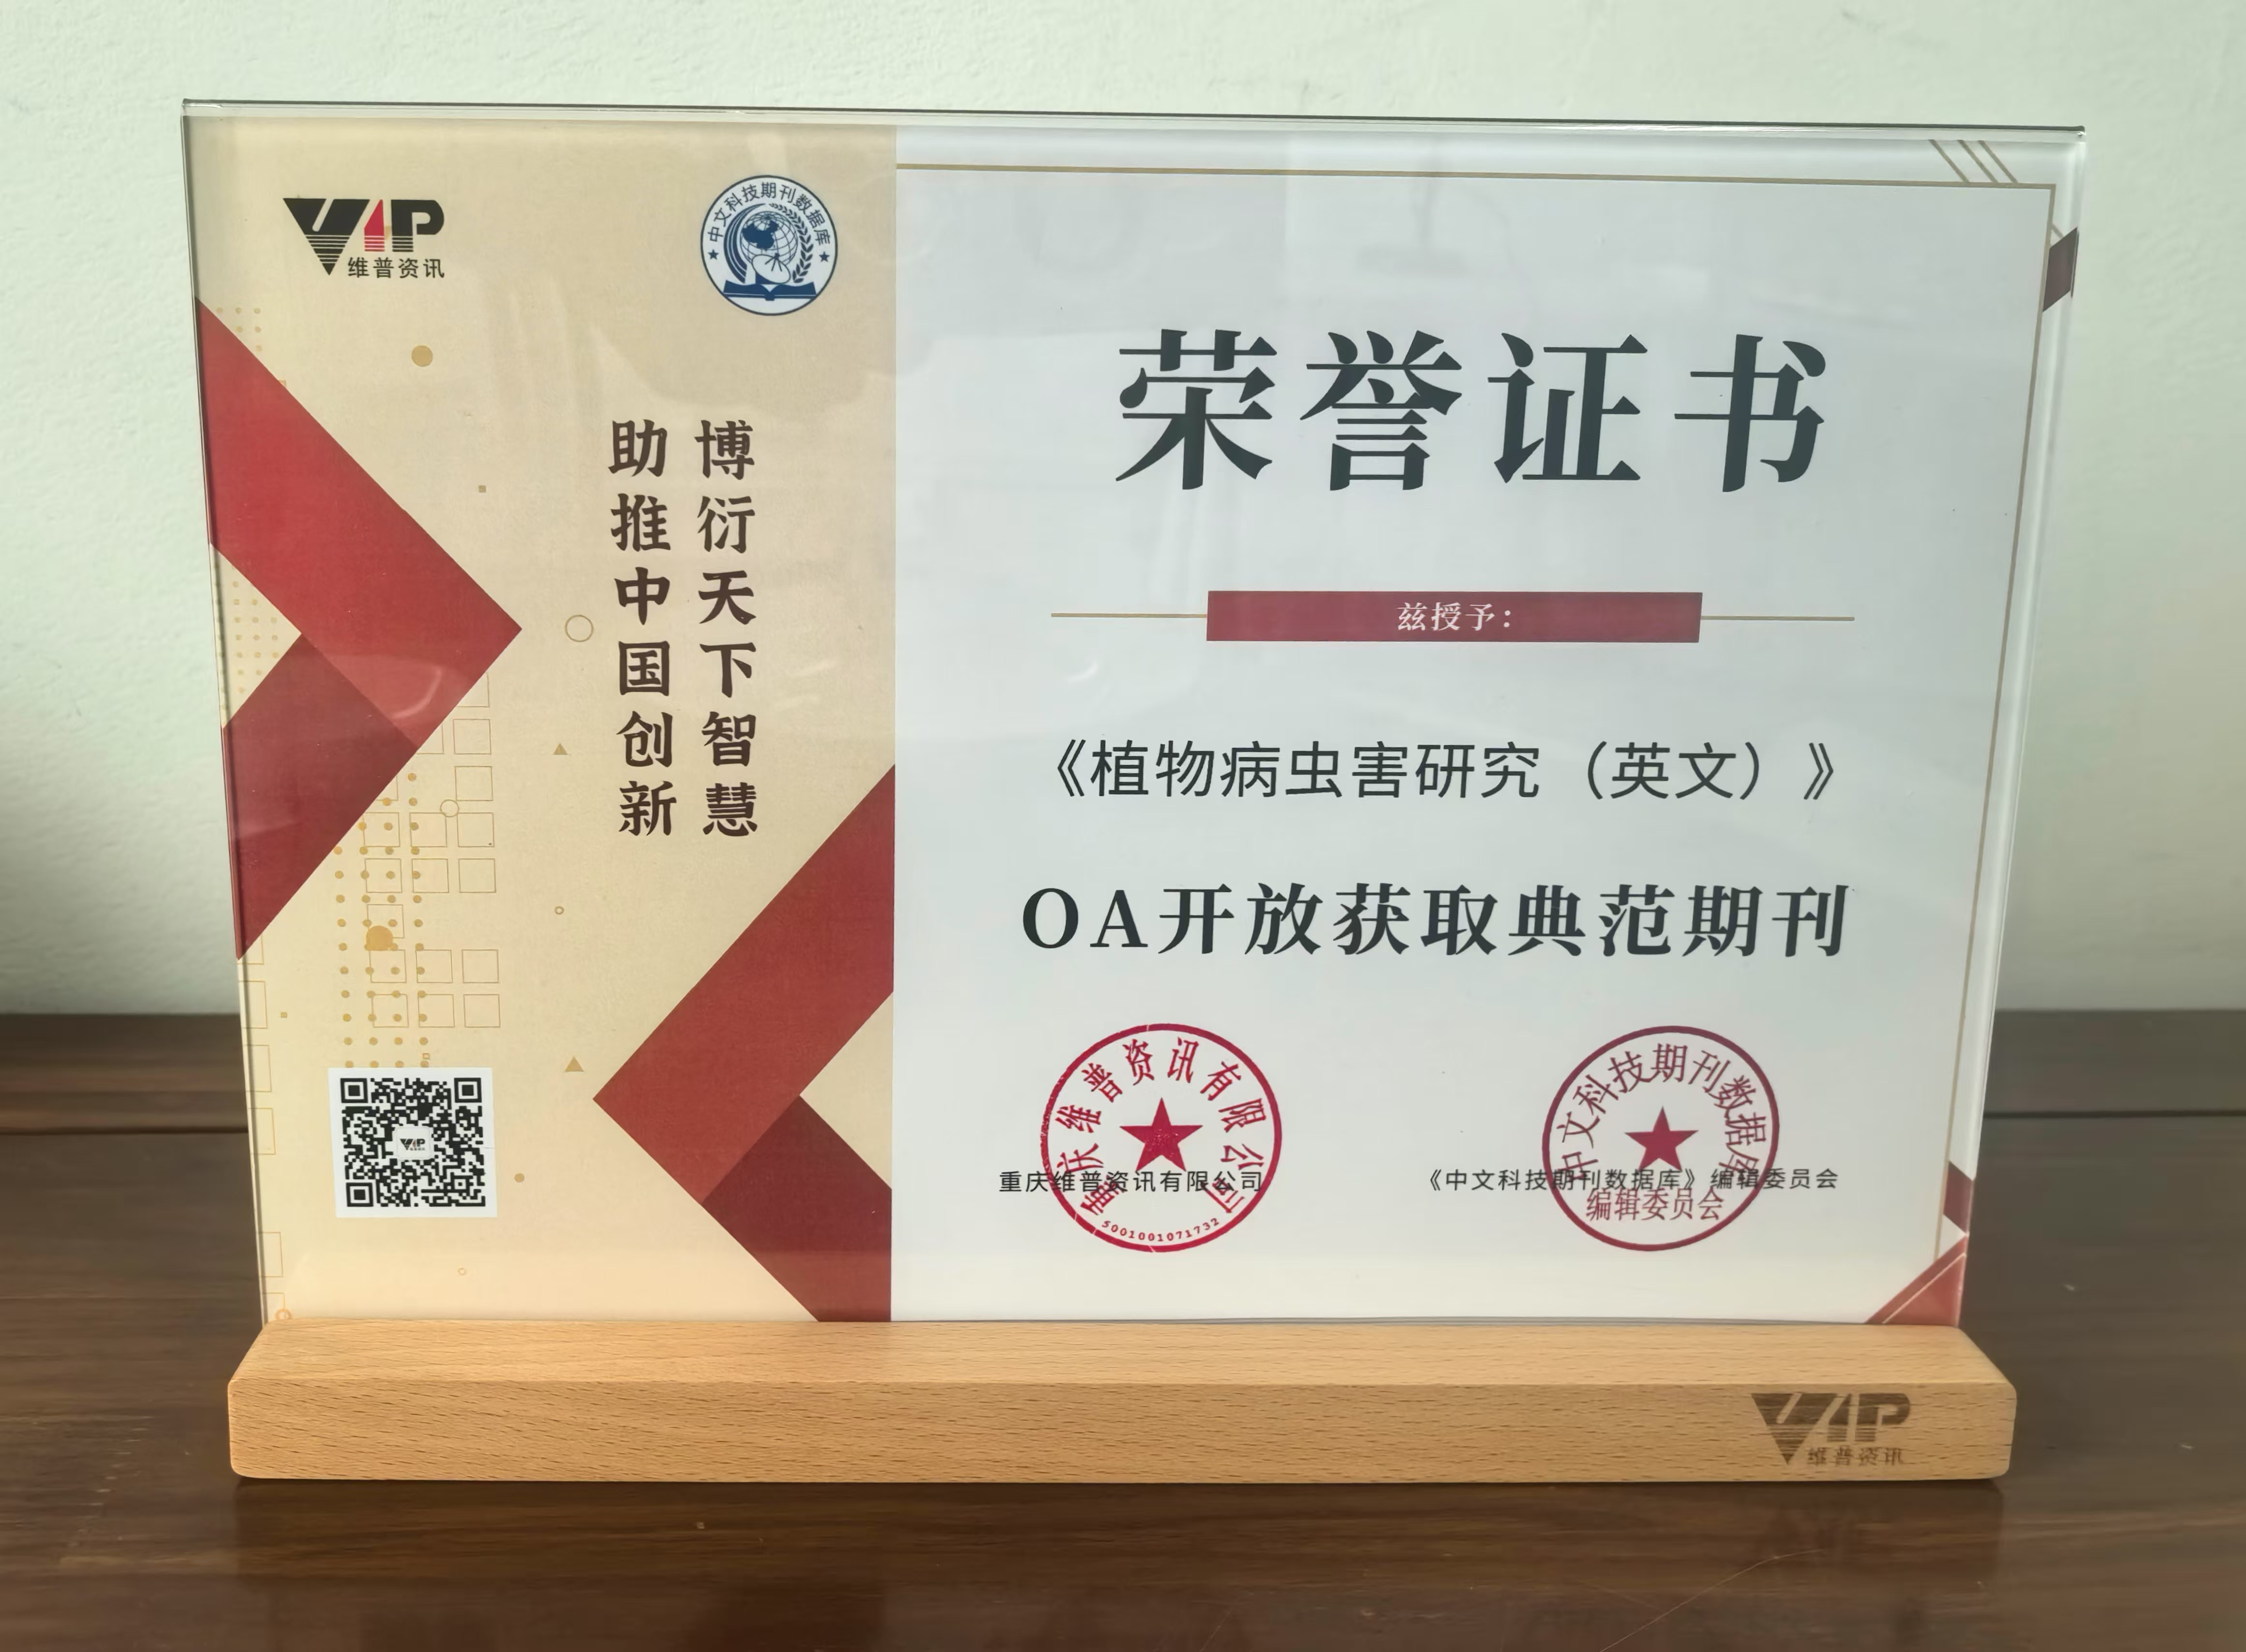 VIP
维普资讯
中文科技期刊数据库
博衍天下智慧
助推中国创新
荣誉证书
兹授予：
《植物病虫害研究（英文）》
OA开放获取典范期刊
重庆维普资讯有限公司
5001001071732
重庆维普资讯有限公司
中文科技期刊数据库
编辑委员会
《中文科技期刊数据库》编辑委员会
VIP
VIP
维普资讯